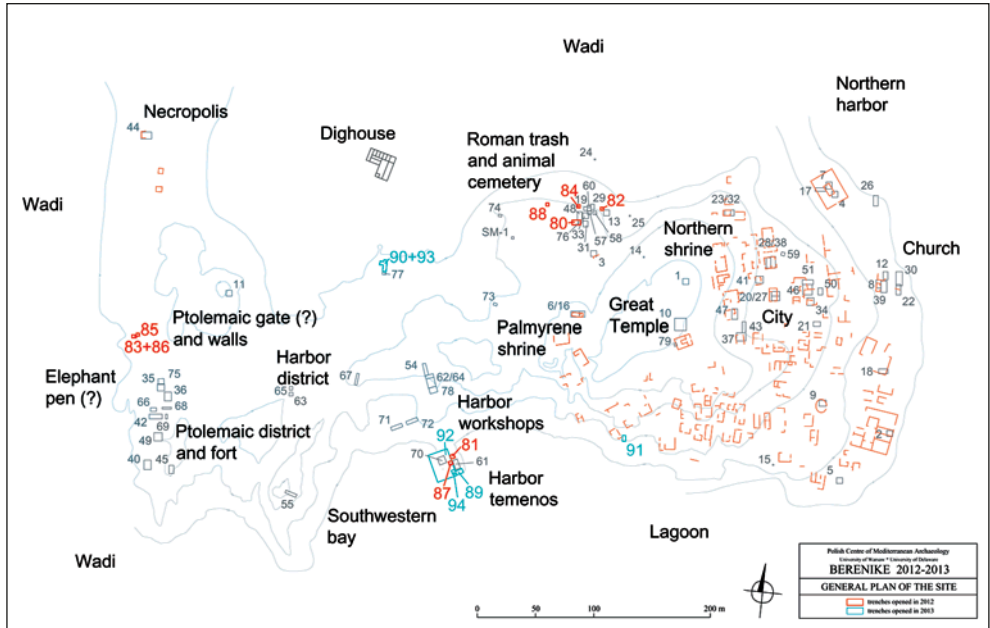 Wadi
Northern
harbor
Necropolis
44
Dighouse
Roman trash
and animal
cemetery
24
60
84
19
29
82
7
17
4
26
23/32
88
48
13
25
74
80
SM-1
76
33
57
58
31
3
14
Northern
shrine
28/38
59
Wadi
90+93
77
11
1
41
51
12
30
Church
8
39
22
46
50
20/27
34
73
6/16
Great
Temple
10
47
43
City
21
85
83+86
Ptolemaic gate (?)
and walls
Palmyrene
shrine
79
37
Elephant
pen (?)
35
75
36
Harbor
district
67
54
62/64
78
65
63
18
66
68
42
69
9
49
Ptolemaic district
and fort
71
72
Harbor
workshops
92
81
91
2
40
45
70
61
15
5
87
89
94
Harbor
temenos
55
Southwestern
bay
Lagoon
Wadi
0
100
200 m
Polish Centre of Mediterranean Archaeology
University of Warsaw * University of Delaware
BERENIKE 2012-2013
GENERAL PLAN OF THE SITE
trenches opened in 2012
trenches opened in 2013